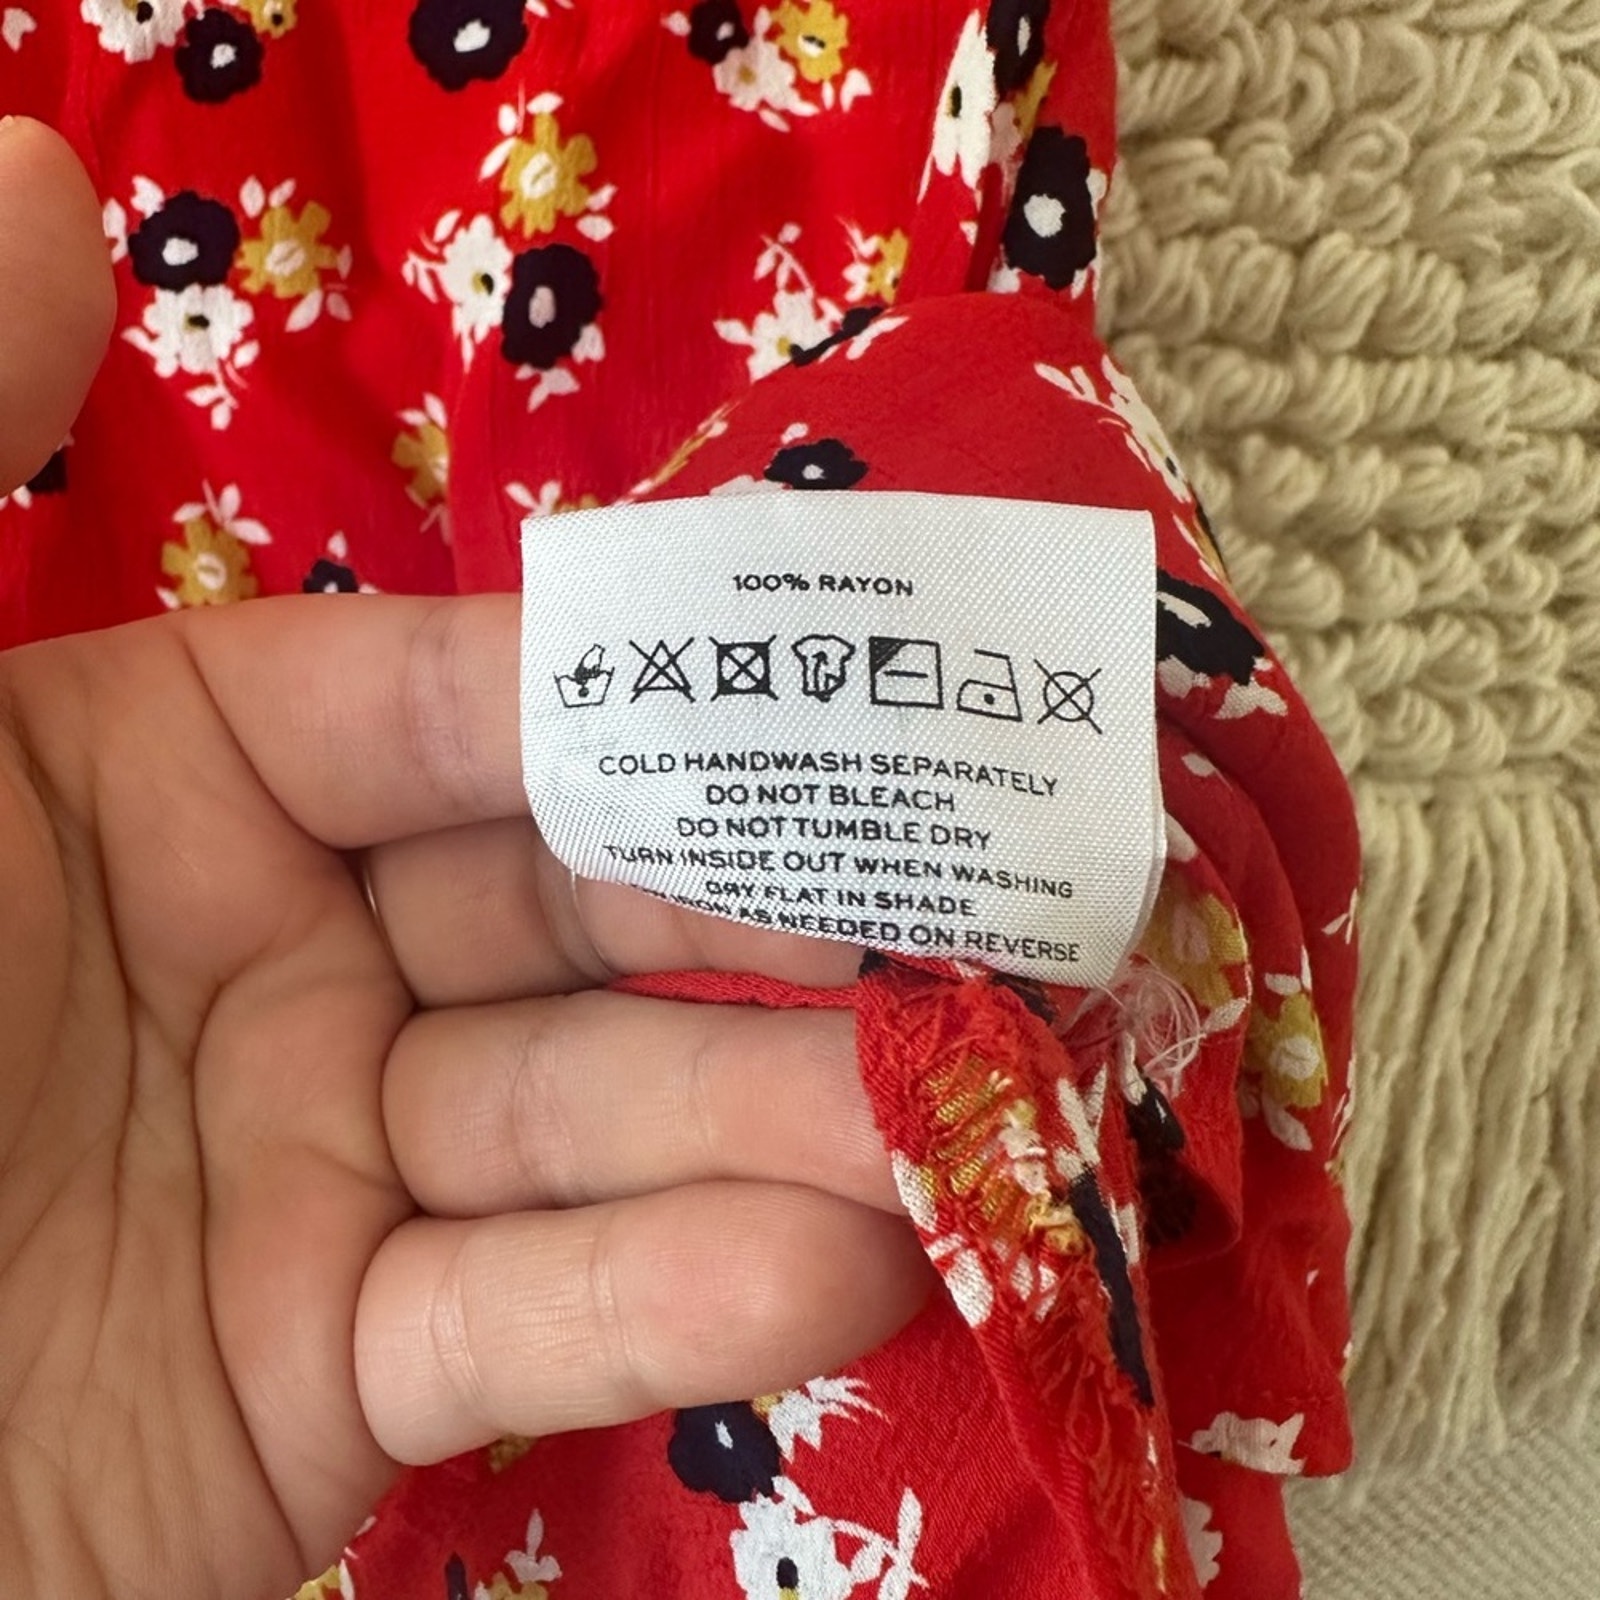 100% RAYON
COLD HANDWASH SEPARATELY
DO NOT BLEACH
DO NOT TUMBLE DRY
TURN INSIDE OUT WHEN WASHING
DRY FLAT IN SHADE
IRON AS NEEDED ON REVERSE